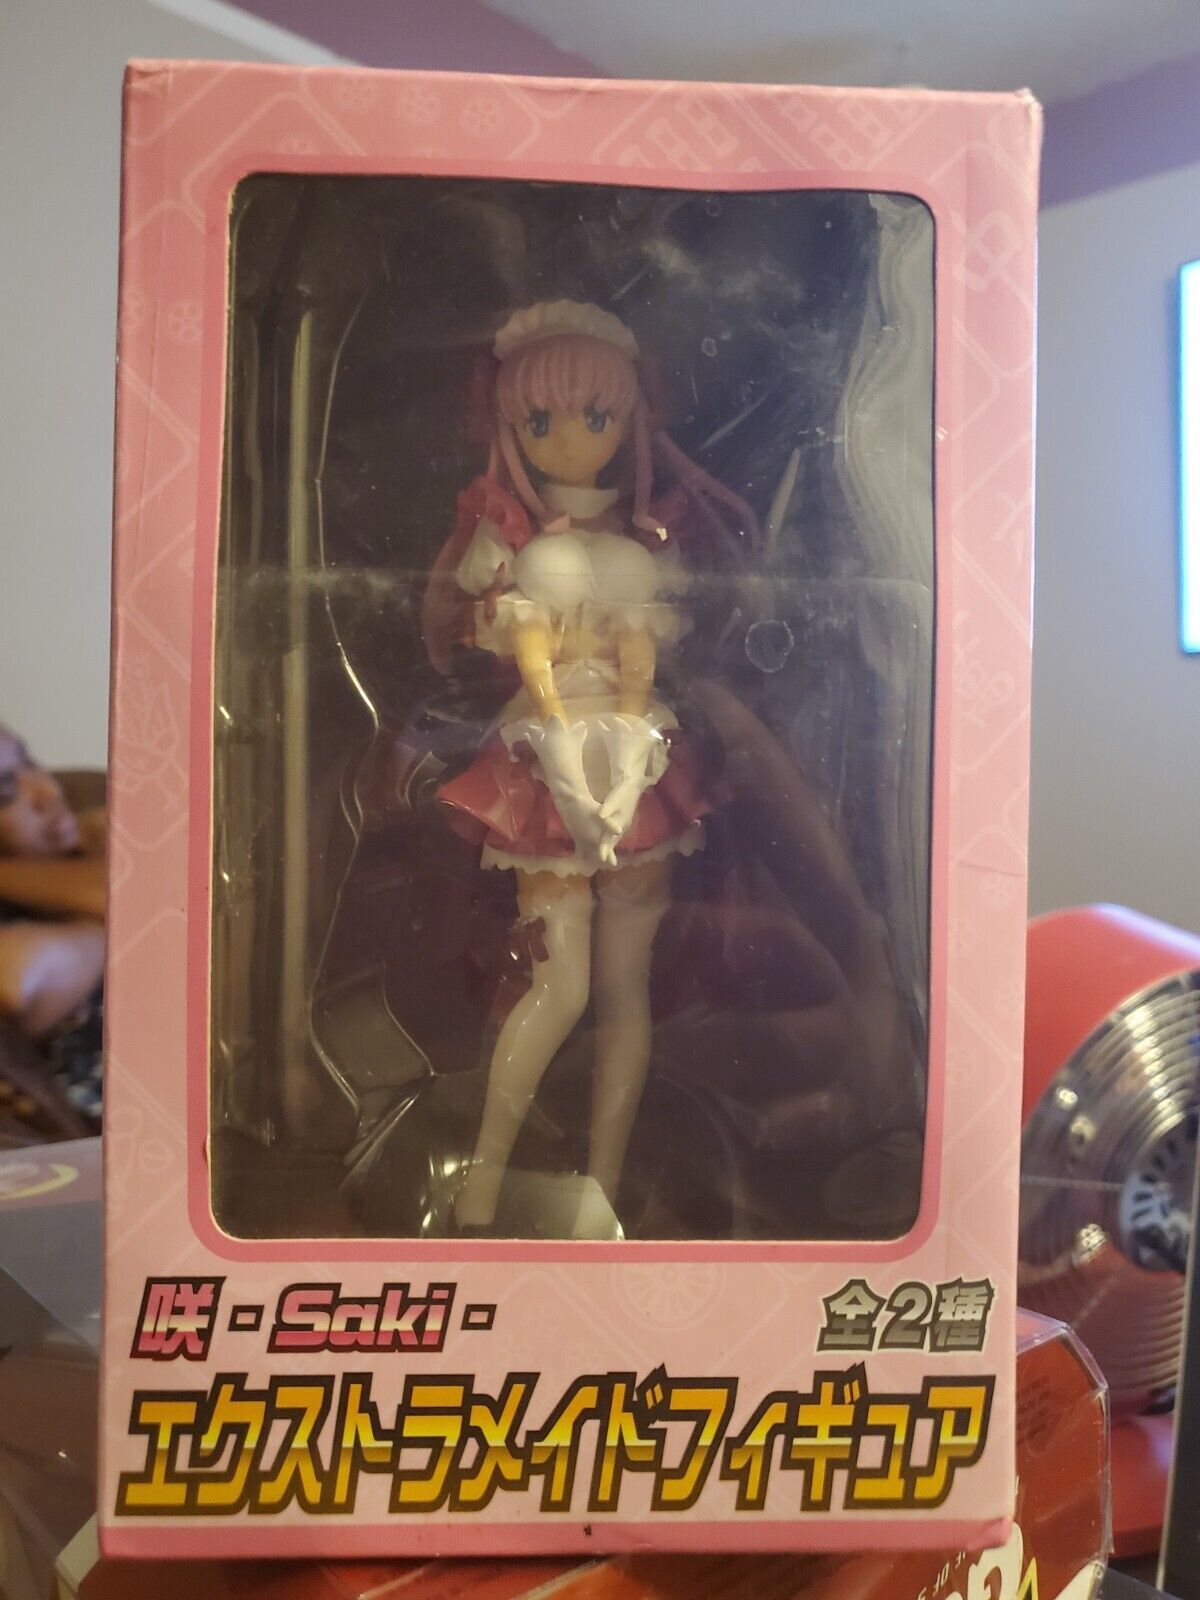 咲 - Saki -
全2種
エクストラメイドフィギュア